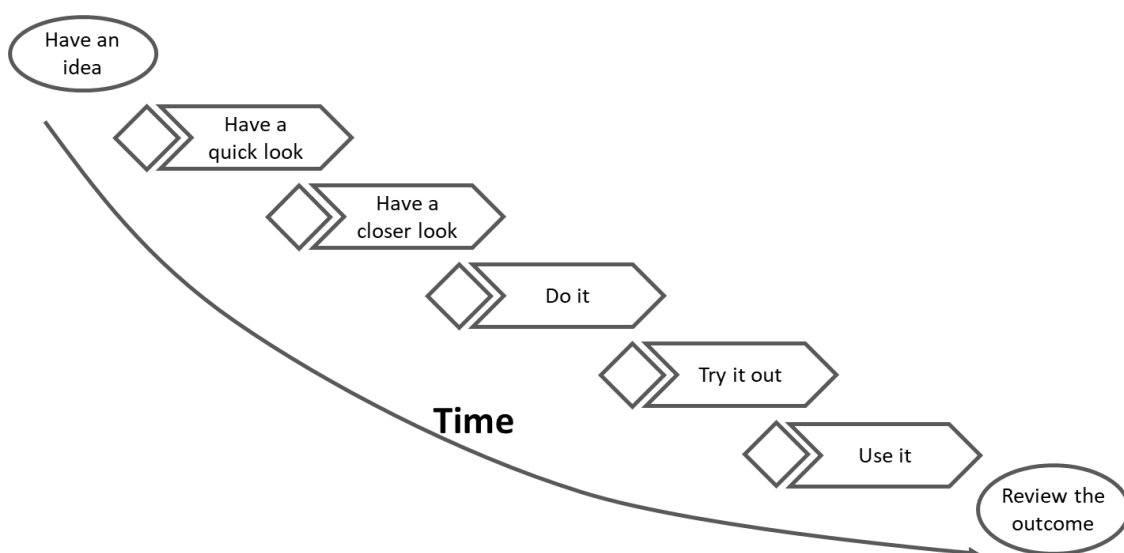 Have an
idea
Have a
quick look
Have a
closer look
Do it
Try it out
Time
Use it
Review the
outcome